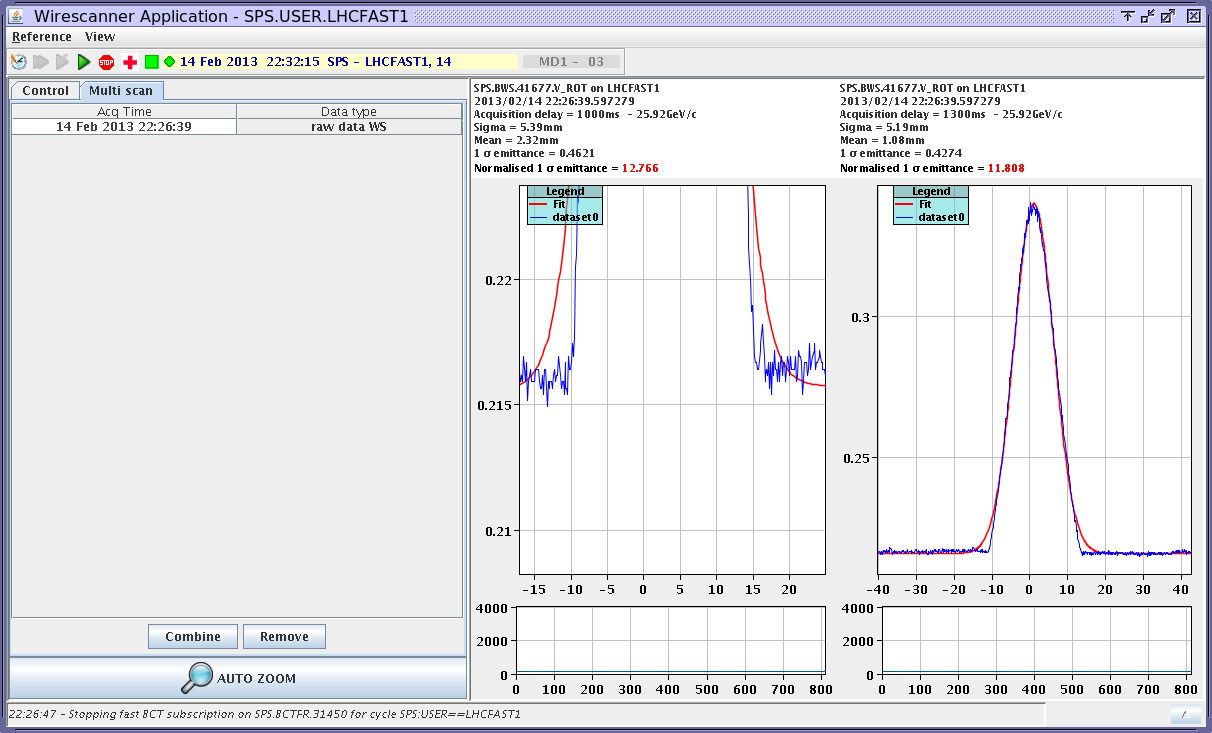 Wirescanner Application - SPS.USER.LHCFAST1
Reference View
STOP 14 Feb 2013 22:32:15 SPS - LHCFAST1, 14 MD1 - 03
Control Multi scan
Acq Time Data type
14 Feb 2013 22:26:39 raw data WS
Combine Remove
AUTO ZOOM
SPS.BWS.41677.V_ROT on LHCFAST1
2013/02/14 22:26:39.597279
Acquisition delay = 1000ms - 25.92GeV/c
Sigma = 5.39mm
Mean = 2.32mm
1 σ emittance = 0.4621
Normalised 1 σ emittance = 12.766
Legend
Fit
dataset0
0.22
0.215
0.21
-15 -10 -5 0 5 10 15 20
4000
2000
0
0 100 200 300 400 500 600 700 800
SPS.BWS.41677.V_ROT on LHCFAST1
2013/02/14 22:26:39.597279
Acquisition delay = 1300ms - 25.92GeV/c
Sigma = 5.19mm
Mean = 1.08mm
1 σ emittance = 0.4274
Normalised 1 σ emittance = 11.808
Legend
Fit
dataset0
0.3
0.25
-40 -30 -20 -10 0 10 20 30 40
4000
2000
0
0 100 200 300 400 500 600 700 800
22:26:47 - Stopping fast BCT subscription on SPS.BCTFR.31450 for cycle SPS:USER==LHCFAST1
/